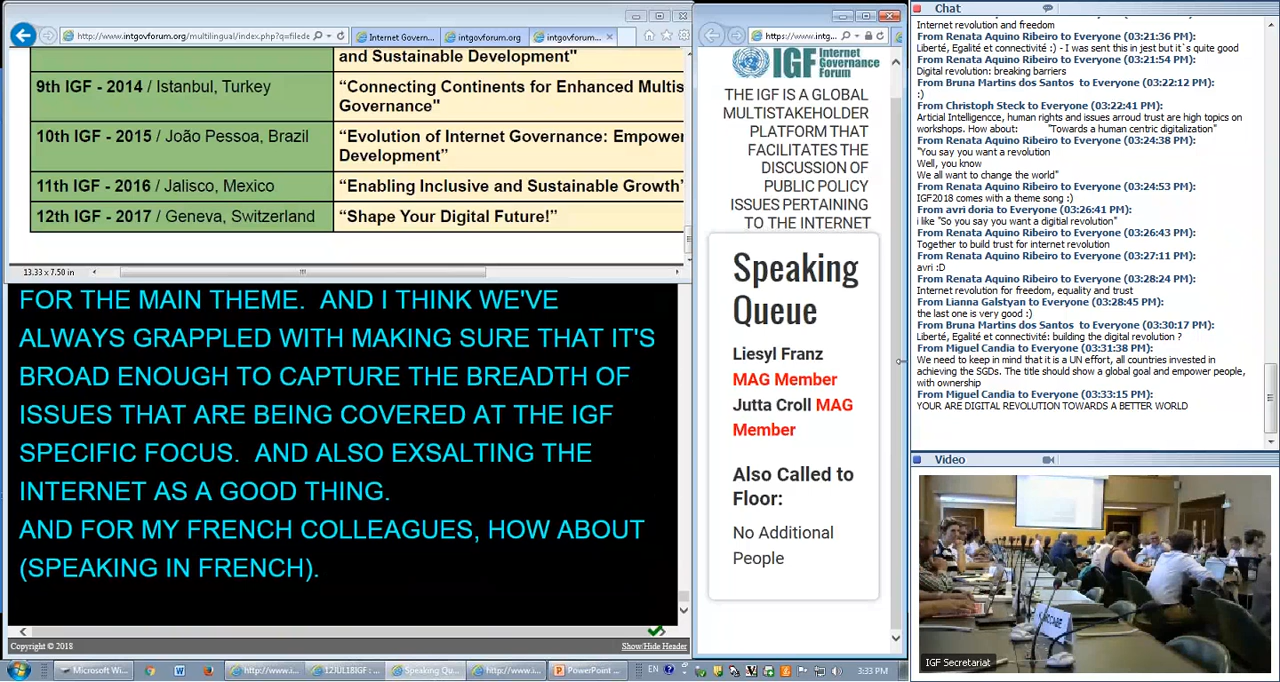 http://www.intgovforum.org/multilingual/index.php?q=filede
Internet Govern...
intgovforum.org
intgovforum...
and Sustainable Development"
9th IGF - 2014 / Istanbul, Turkey
“Connecting Continents for Enhanced Multis
Governance"
10th IGF - 2015 / João Pessoa, Brazil
“Evolution of Internet Governance: Empower
Development”
11th IGF - 2016 / Jalisco, Mexico
“Enabling Inclusive and Sustainable Growth”
12th IGF - 2017 / Geneva, Switzerland
“Shape Your Digital Future!”
13.33 x 7.50 in
FOR THE MAIN THEME. AND I THINK WE'VE
ALWAYS GRAPPLED WITH MAKING SURE THAT IT'S
BROAD ENOUGH TO CAPTURE THE BREADTH OF
ISSUES THAT ARE BEING COVERED AT THE IGF
SPECIFIC FOCUS. AND ALSO EXSALTING THE
INTERNET AS A GOOD THING.
AND FOR MY FRENCH COLLEAGUES, HOW ABOUT
(SPEAKING IN FRENCH).
Copyright © 2018
Show/Hide Header
https://www.intg...
IGF Internet
Governance
Forum
THE IGF IS A GLOBAL
MULTISTAKEHOLDER
PLATFORM THAT
FACILITATES THE
DISCUSSION OF
PUBLIC POLICY
ISSUES PERTAINING
TO THE INTERNET
Speaking
Queue
Liesyl Franz
MAG Member
Jutta Croll MAG
Member
Also Called to
Floor:
No Additional
People
Chat
Internet revolution and freedom
From Renata Aquino Ribeiro to Everyone (03:21:36 PM):
Liberté, Egalité et connectivité :) - I was sent this in jest but it`s quite good
From Renata Aquino Ribeiro to Everyone (03:21:54 PM):
Digital revolution: breaking barriers
From Bruna Martins dos Santos to Everyone (03:22:12 PM):
:)
From Christoph Steck to Everyone (03:22:41 PM):
Articial Intelligencce, human rights and issues arroud trust are high topics on
workshops. How about: "Towards a human centric digitalization"
From Renata Aquino Ribeiro to Everyone (03:24:38 PM):
"You say you want a revolution
Well, you know
We all want to change the world"
From Renata Aquino Ribeiro to Everyone (03:24:53 PM):
IGF2018 comes with a theme song :)
From avri doria to Everyone (03:26:41 PM):
i like "So you say you want a digitial revolution"
From Renata Aquino Ribeiro to Everyone (03:26:43 PM):
Together to build trust for internet revolution
From Renata Aquino Ribeiro to Everyone (03:27:11 PM):
avri :D
From Renata Aquino Ribeiro to Everyone (03:28:24 PM):
Internet revolution for freedom, equality and trust
From Lianna Galstyan to Everyone (03:28:45 PM):
the last one is very good :)
From Bruna Martins dos Santos to Everyone (03:30:17 PM):
Liberté, Egalité et connectivité: building the digital revolution ?
From Miguel Candia to Everyone (03:31:38 PM):
We need to keep in mind that it is a UN effort, all countries invested in
achieving the SGDs. The title should show a global goal and empower people,
with ownership
From Miguel Candia to Everyone (03:33:15 PM):
YOUR ARE DIGITAL REVOLUTION TOWARDS A BETTER WORLD
Video
IGF Secretariat
Microsoft Wi...
http://www.i...
12JUL18IGF :...
Speaking Qu...
http://www.i...
PowerPoint ...
EN
3:33 PM